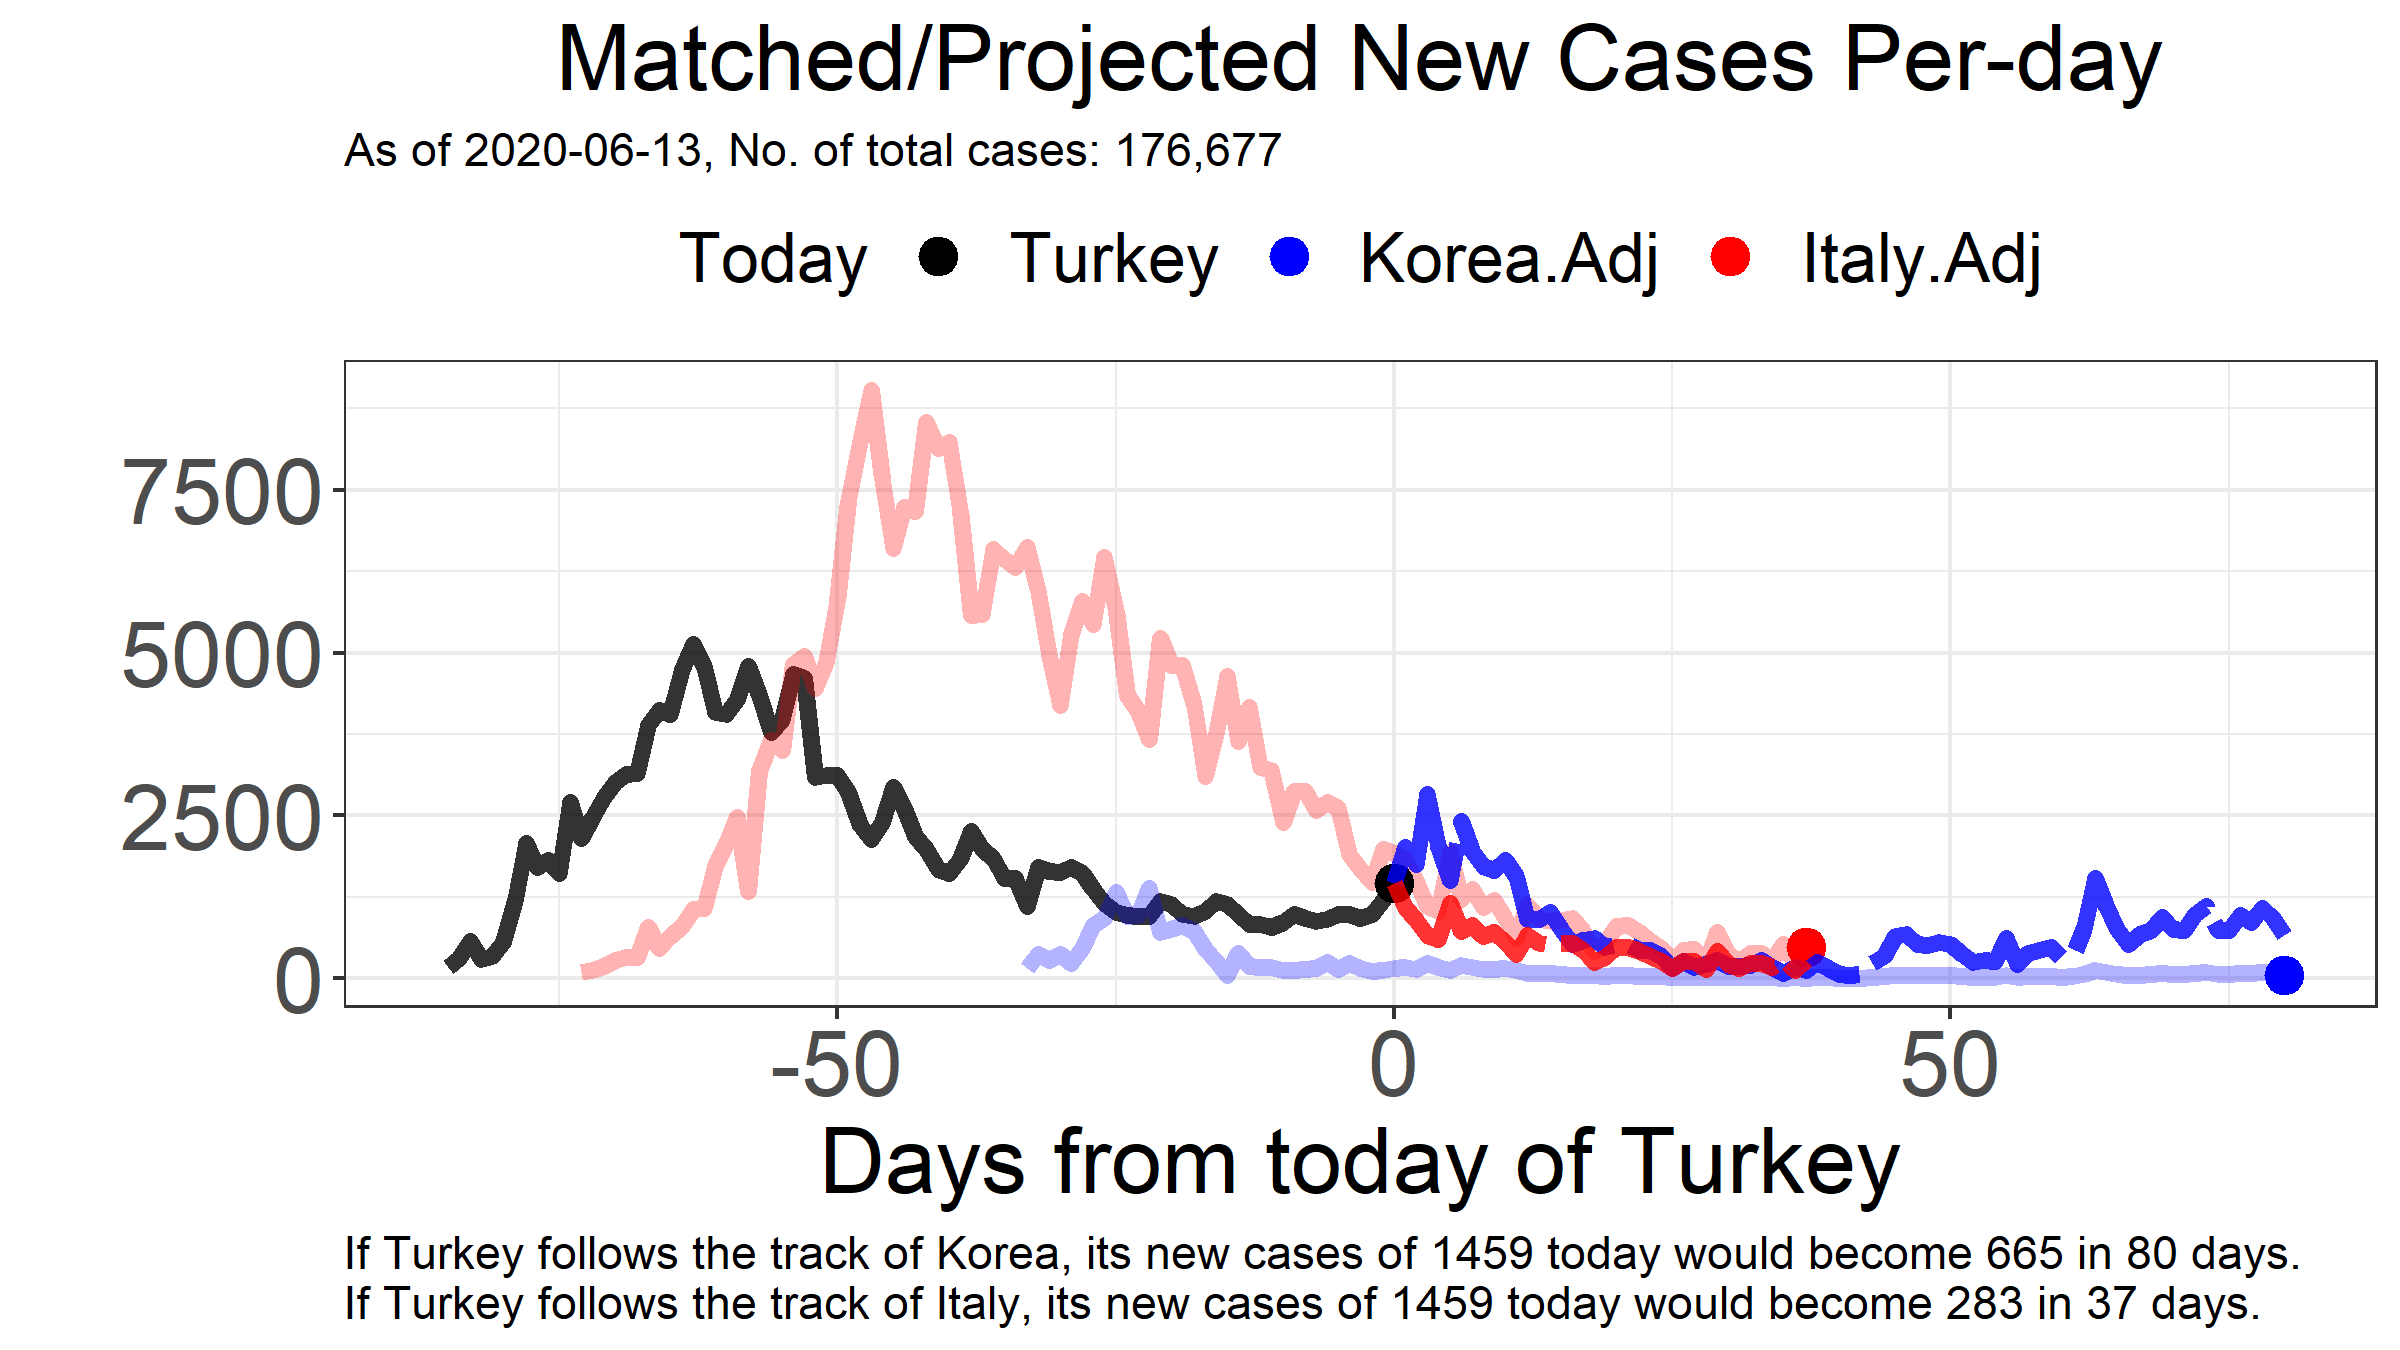 Matched/Projected New Cases Per-day
As of 2020-06-13, No. of total cases: 176,677
Today Turkey Korea.Adj Italy.Adj
7500
5000
2500
0
-50 0 50
Days from today of Turkey
If Turkey follows the track of Korea, its new cases of 1459 today would become 665 in 80 days.
If Turkey follows the track of Italy, its new cases of 1459 today would become 283 in 37 days.